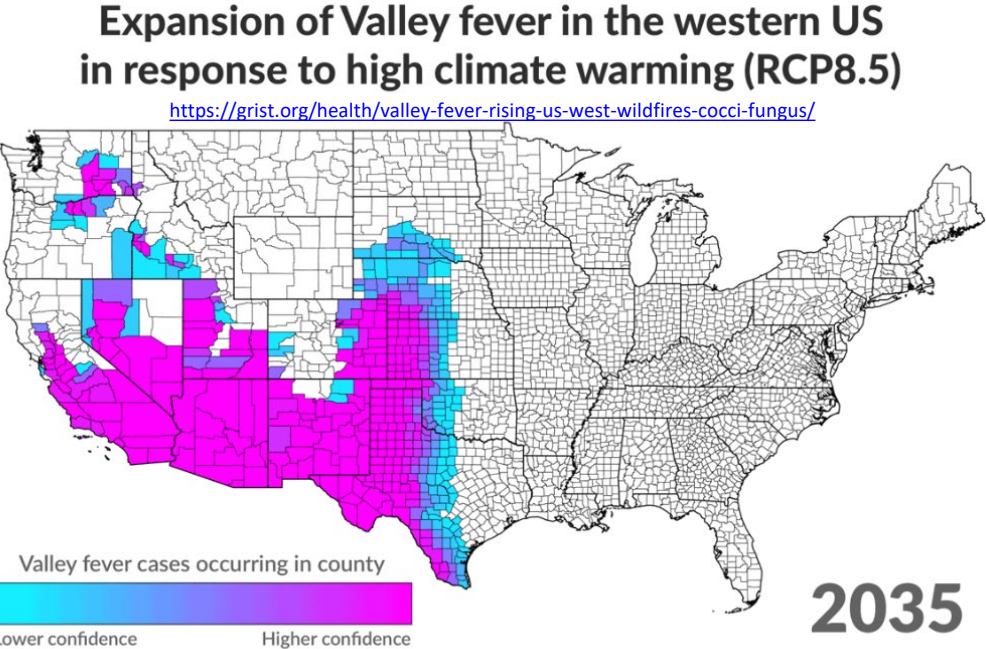 Expansion of Valley fever in the western US
in response to high climate warming (RCP8.5)
https://grist.org/health/valley-fever-rising-us-west-wildfires-cocci-fungus/
Valley fever cases occurring in county
Lower confidence Higher confidence
2035